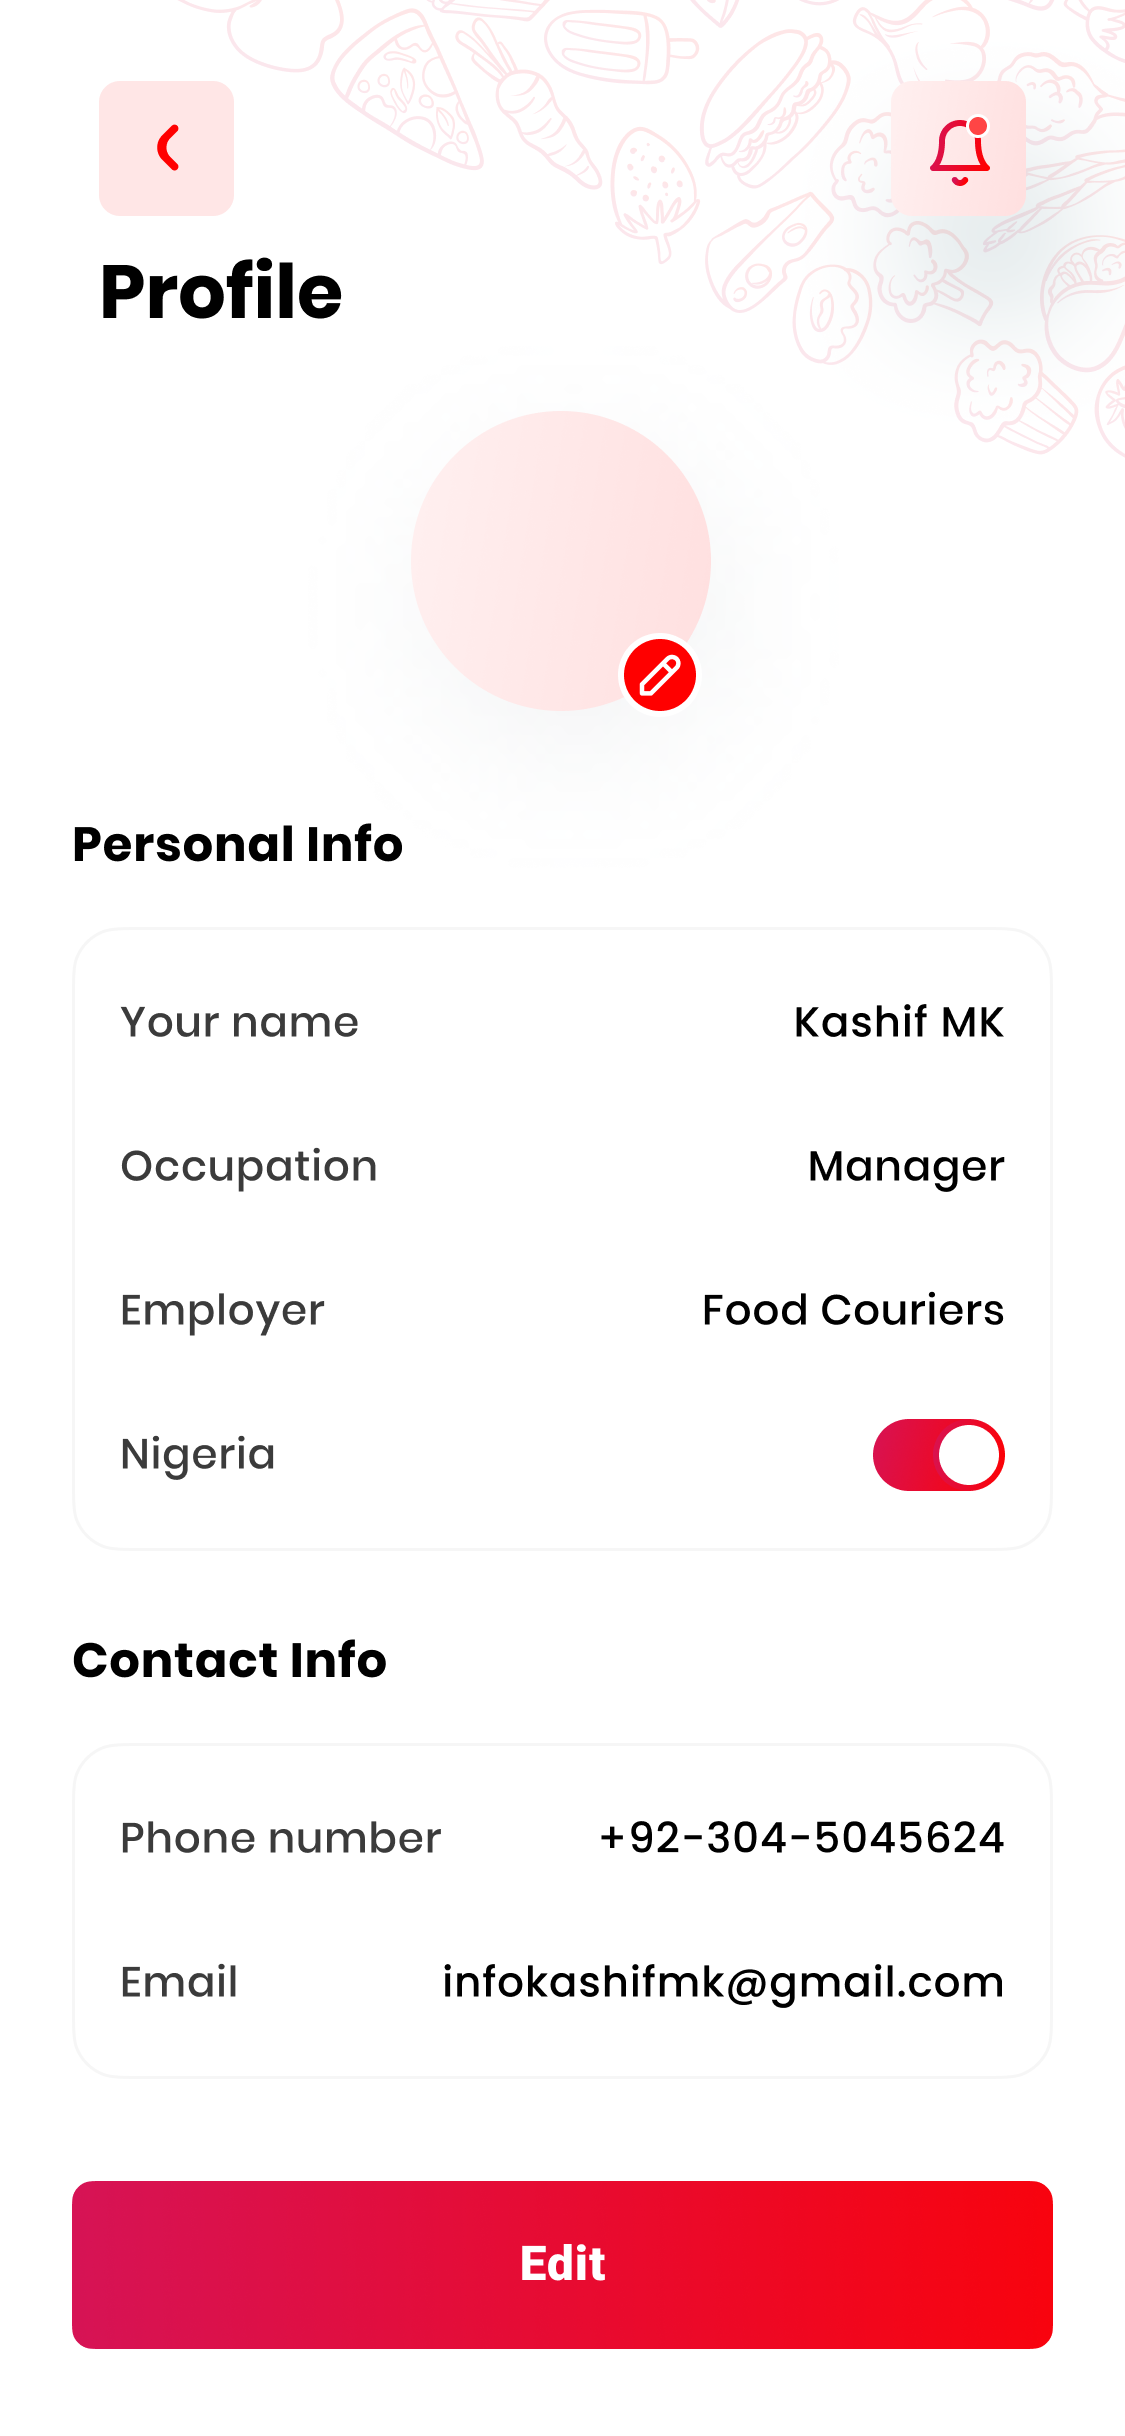 Profile
Personal Info
Your name Kashif MK
Occupation Manager
Employer Food Couriers
Nigeria
Contact Info
Phone number +92-304-5045624
Email infokashifmk@gmail.com
Edit